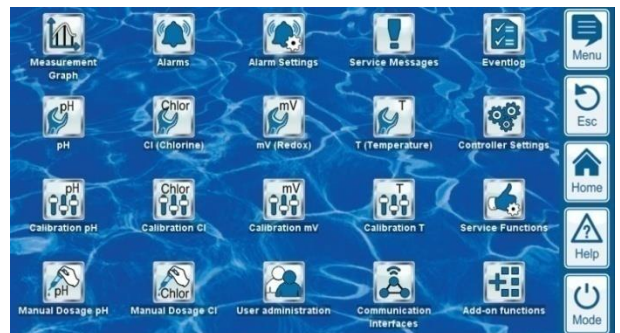 Measurement
Graph
Alarms
Alarm Settings
Service Messages
Eventlog
Menu
pH
pH
Chlor
Cl (Chlorine)
mV
mV (Redox)
T
T (Temperature)
Controller Settings
Esc
pH
Calibration pH
Chlor
Calibration Cl
mV
Calibration mV
T
Calibration T
Service Functions
Home
?
Help
pH
Manual Dosage pH
Chlor
Manual Dosage Cl
User administration
Communication
Interfaces
Add-on functions
Mode